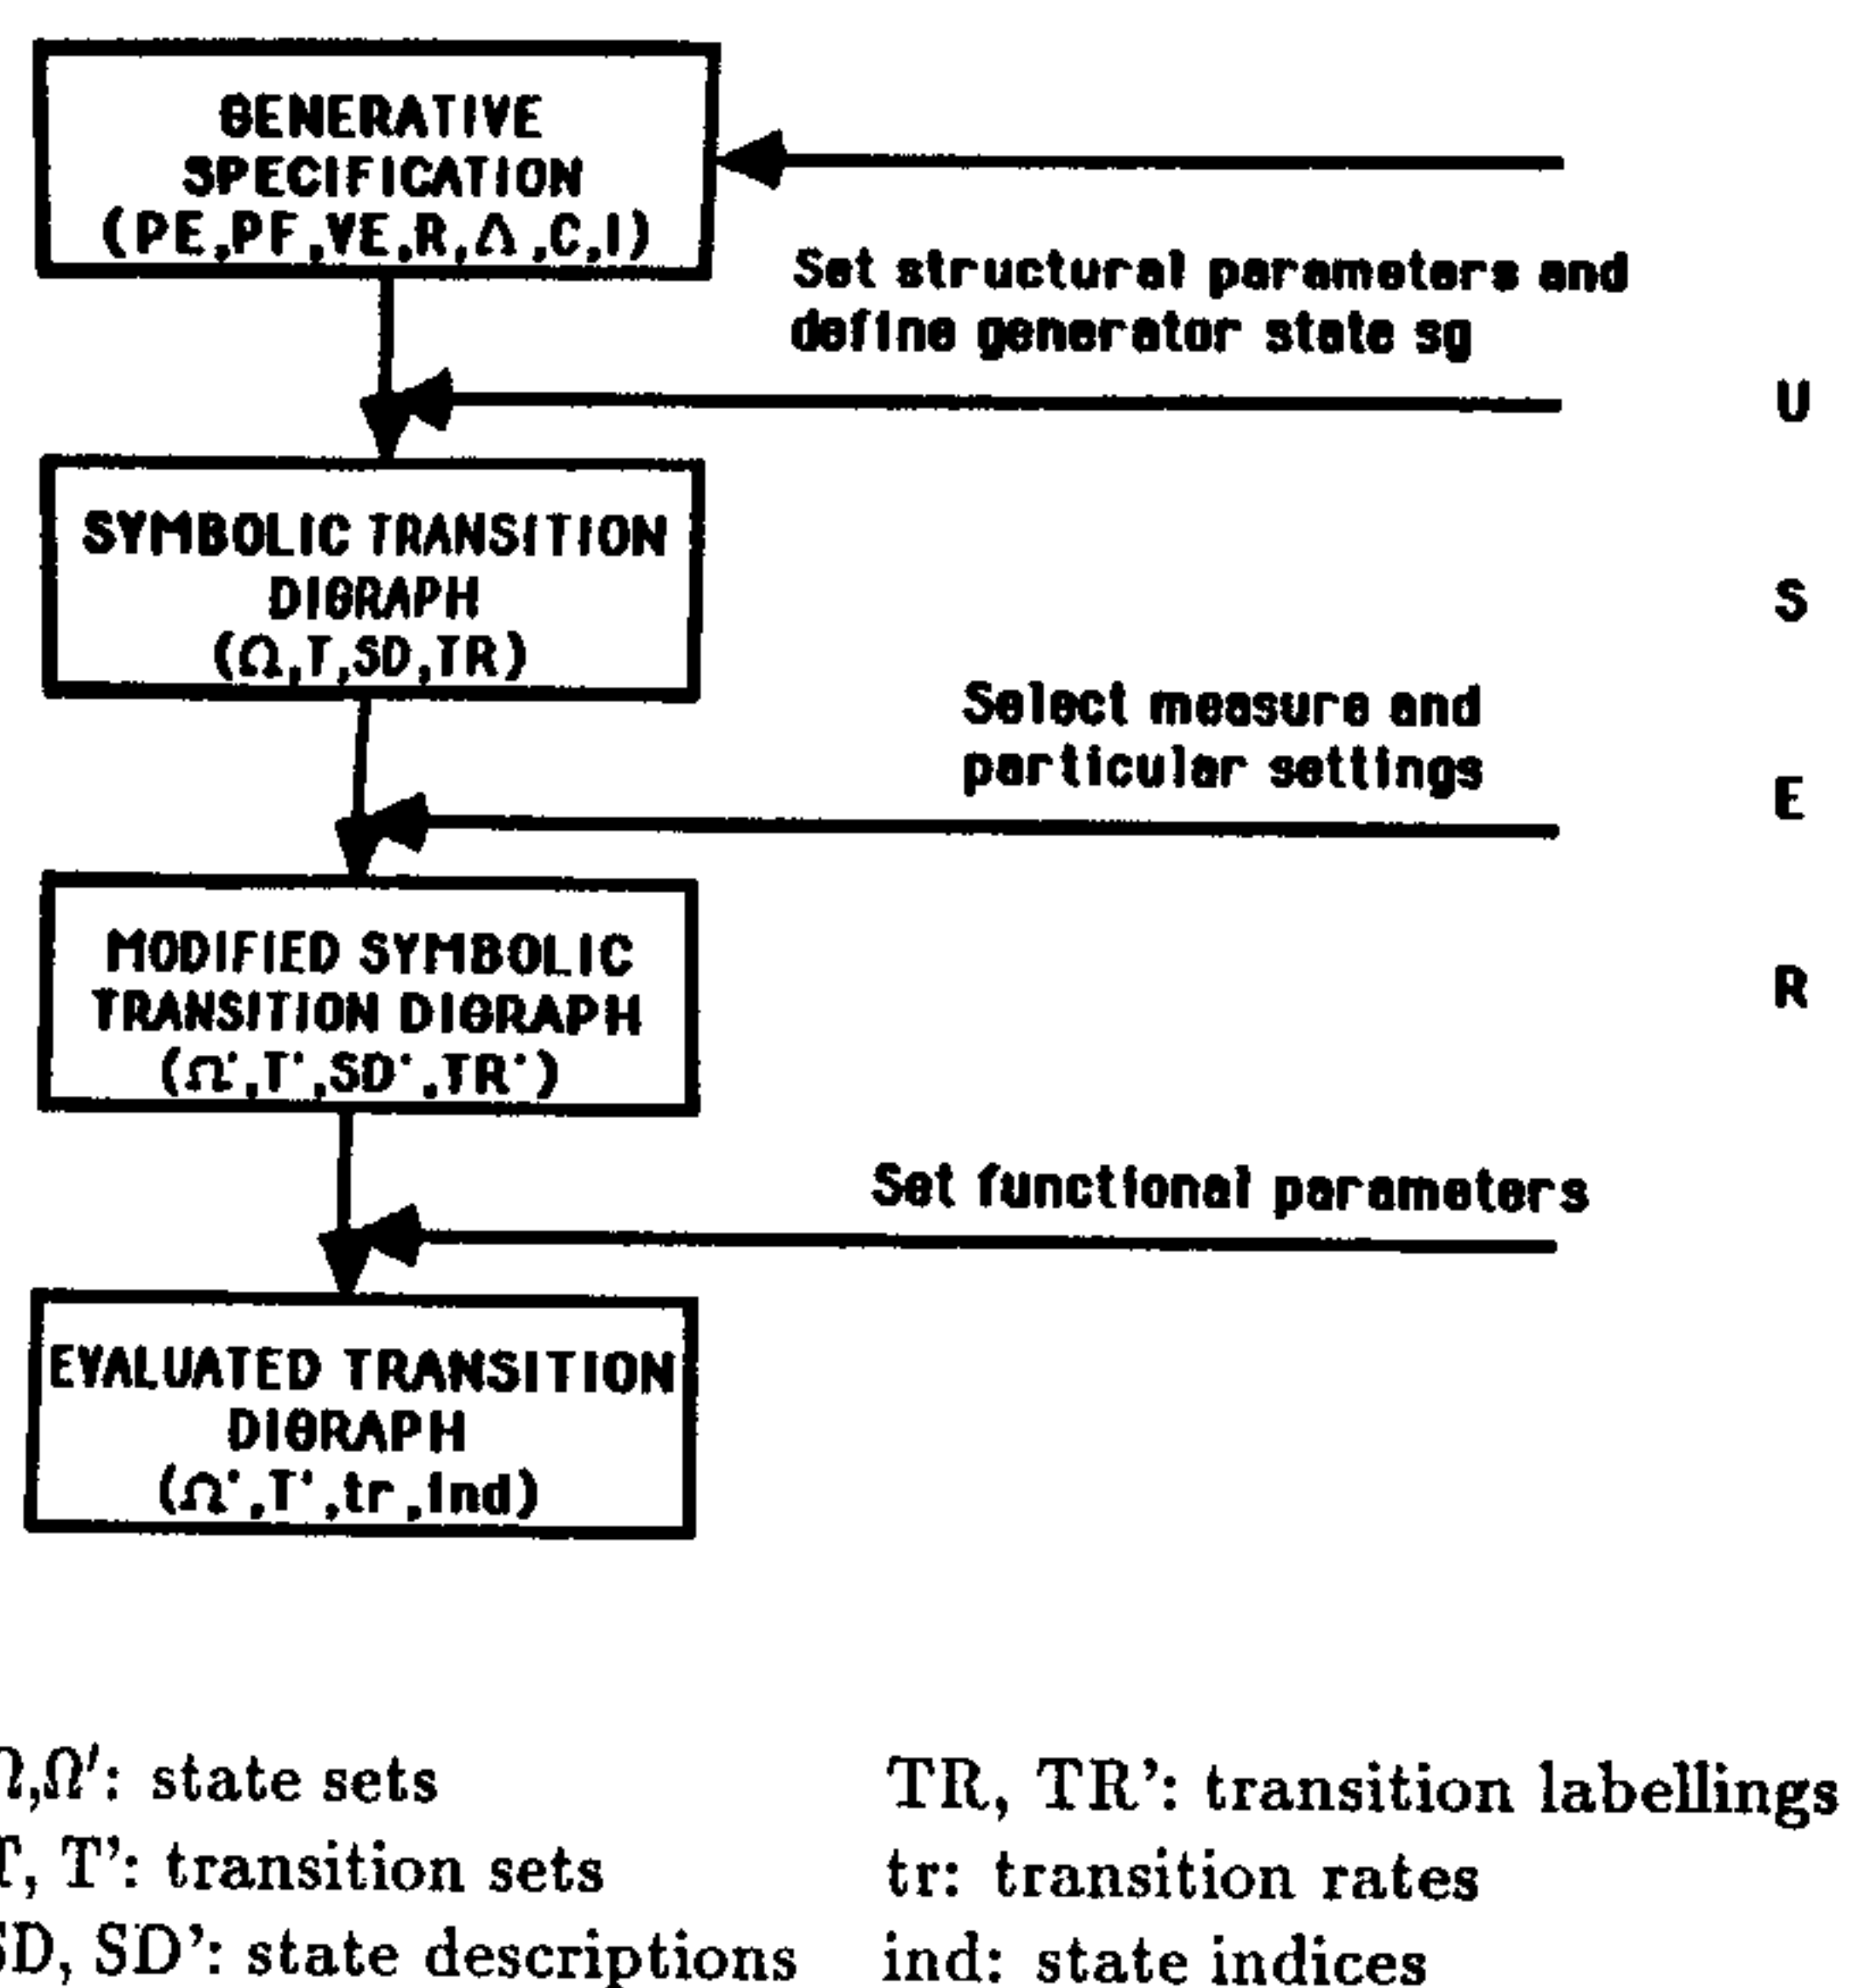 GENERATIVE
SPECIFICATION
(PE,PF,VE,R,Δ,C,I)
Set structural parameters and
define generator state sg
SYMBOLIC TRANSITION
DIGRAPH
(Ω,T,SD,TR)
Select measure and
particular settings
MODIFIED SYMBOLIC
TRANSITION DIGRAPH
(Ω',T',SD',TR')
Set functional parameters
EVALUATED TRANSITION
DIGRAPH
(Ω',T',tr,ind)
U
S
E
R
Ω,Ω': state sets
T, T': transition sets
SD, SD': state descriptions
TR, TR': transition labellings
tr: transition rates
ind: state indices